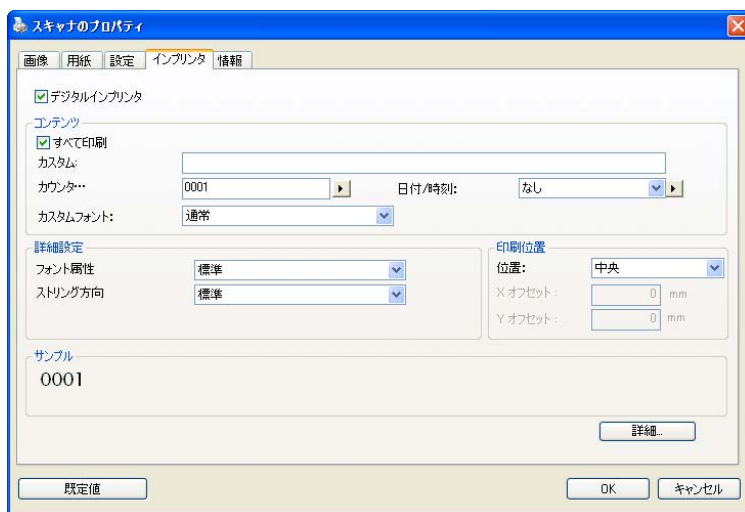 スキャナのプロパティ
画像 用紙 設定 インプリンタ 情報
デジタルインプリンタ
コンテンツ
すべて印刷
カスタム:
カウンタ… 0001 日付/時刻: なし
カスタムフォント: 通常
詳細設定
フォント属性 標準
ストリング方向 標準
印刷位置
位置: 中央
X オフセット: 0 mm
Y オフセット: 0 mm
サンプル
0001
詳細...
既定値 OK キャンセル